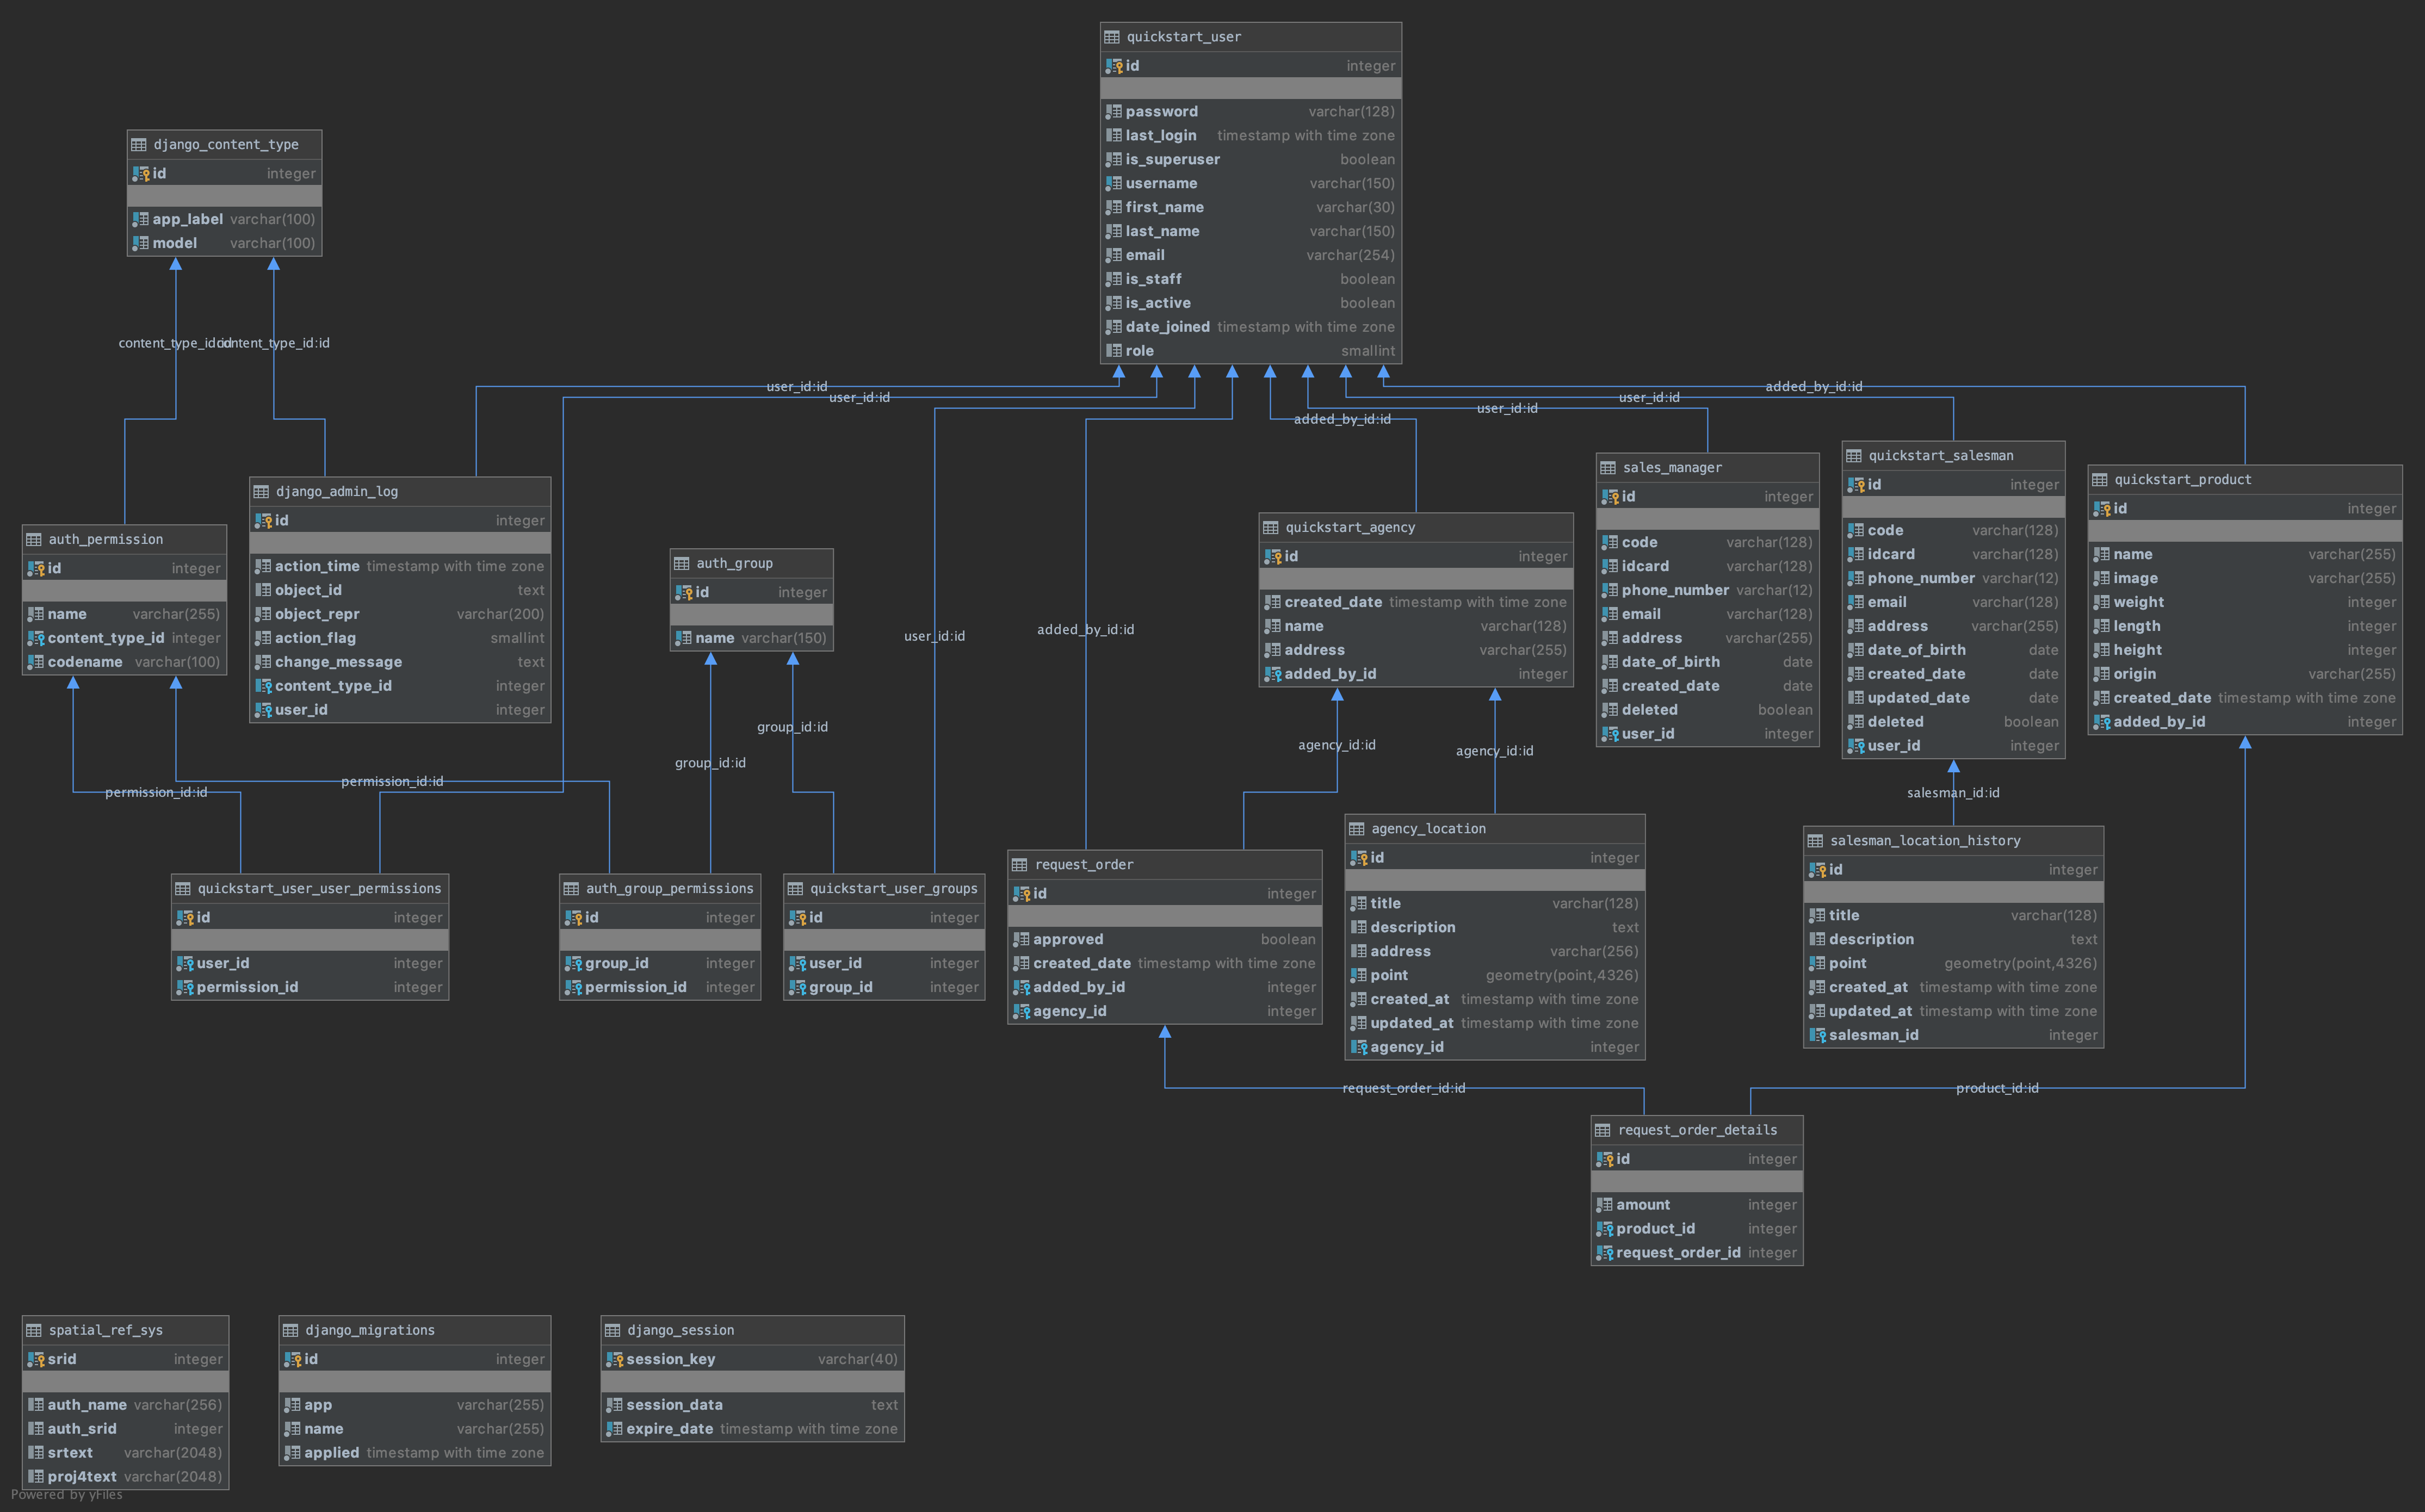 quickstart_user
id integer
password varchar(128)
last_login timestamp with time zone
is_superuser boolean
username varchar(150)
first_name varchar(30)
last_name varchar(150)
email varchar(254)
is_staff boolean
is_active boolean
date_joined timestamp with time zone
role smallint
django_content_type
id integer
app_label varchar(100)
model varchar(100)
content_type_id:id
content_type_id:id
user_id:id
user_id:id
added_by_id:id
user_id:id
user_id:id
added_by_id:id
auth_permission
id integer
name varchar(255)
content_type_id integer
codename varchar(100)
django_admin_log
id integer
action_time timestamp with time zone
object_id text
object_repr varchar(200)
action_flag smallint
change_message text
content_type_id integer
user_id integer
auth_group
id integer
name varchar(150)
user_id:id
added_by_id:id
quickstart_agency
id integer
created_date timestamp with time zone
name varchar(128)
address varchar(255)
added_by_id integer
sales_manager
id integer
code varchar(128)
idcard varchar(128)
phone_number varchar(12)
email varchar(128)
address varchar(255)
date_of_birth date
created_date date
deleted boolean
user_id integer
quickstart_salesman
id integer
code varchar(128)
idcard varchar(128)
phone_number varchar(12)
email varchar(128)
address varchar(255)
date_of_birth date
created_date date
updated_date date
deleted boolean
user_id integer
quickstart_product
id integer
name varchar(255)
image varchar(255)
weight integer
length integer
height integer
origin varchar(255)
created_date timestamp with time zone
added_by_id integer
permission_id:id
permission_id:id
group_id:id
group_id:id
agency_id:id
agency_id:id
salesman_id:id
quickstart_user_user_permissions
id integer
user_id integer
permission_id integer
auth_group_permissions
id integer
group_id integer
permission_id integer
quickstart_user_groups
id integer
user_id integer
group_id integer
request_order
id integer
approved boolean
created_date timestamp with time zone
added_by_id integer
agency_id integer
agency_location
id integer
title varchar(128)
description text
address varchar(256)
point geometry(point,4326)
created_at timestamp with time zone
updated_at timestamp with time zone
agency_id integer
salesman_location_history
id integer
title varchar(128)
description text
point geometry(point,4326)
created_at timestamp with time zone
updated_at timestamp with time zone
salesman_id integer
request_order_id:id
product_id:id
request_order_details
id integer
amount integer
product_id integer
request_order_id integer
spatial_ref_sys
srid integer
auth_name varchar(256)
auth_srid integer
srtext varchar(2048)
proj4text varchar(2048)
django_migrations
id integer
app varchar(255)
name varchar(255)
applied timestamp with time zone
django_session
session_key varchar(40)
session_data text
expire_date timestamp with time zone
Powered by yFiles